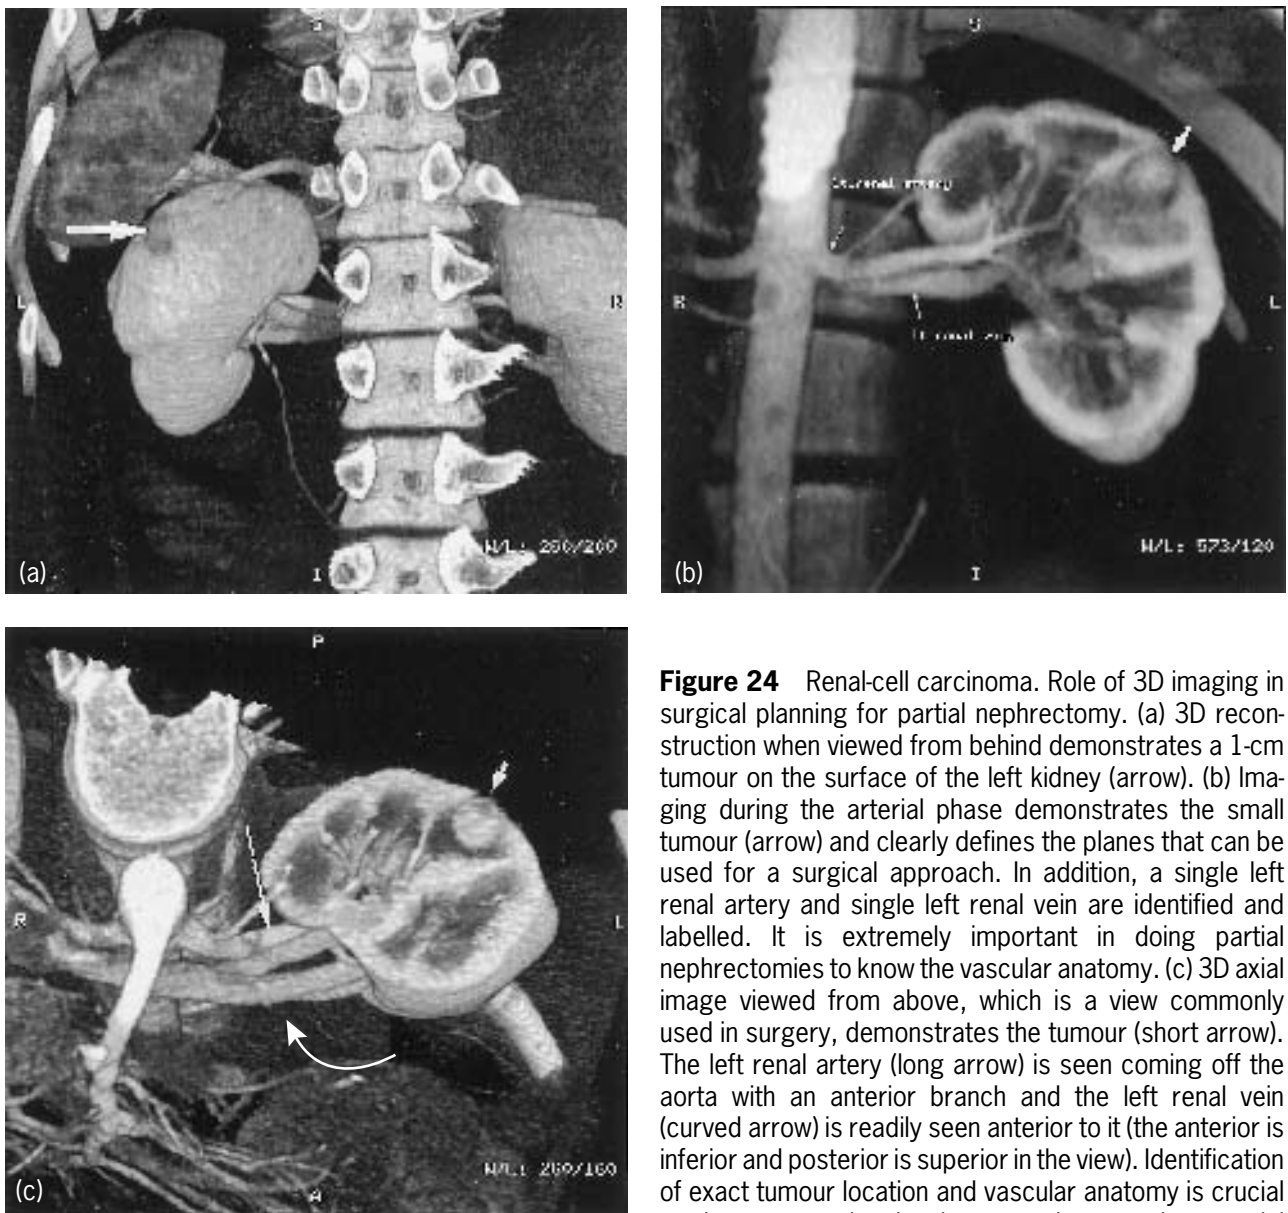 S
L
R
W/L: 260/200
(a)
I
S
renal artery
R
L
W/L: 573/120
(b)
I
P
R
L
W/L: 260/160
(c)
A
Figure 24 Renal-cell carcinoma. Role of 3D imaging in
surgical planning for partial nephrectomy. (a) 3D recon-
struction when viewed from behind demonstrates a 1-cm
tumour on the surface of the left kidney (arrow). (b) Ima-
ging during the arterial phase demonstrates the small
tumour (arrow) and clearly defines the planes that can be
used for a surgical approach. In addition, a single left
renal artery and single left renal vein are identified and
labelled. It is extremely important in doing partial
nephrectomies to know the vascular anatomy. (c) 3D axial
image viewed from above, which is a view commonly
used in surgery, demonstrates the tumour (short arrow).
The left renal artery (long arrow) is seen coming off the
aorta with an anterior branch and the left renal vein
(curved arrow) is readily seen anterior to it (the anterior is
inferior and posterior is superior in the view). Identification
of exact tumour location and vascular anatomy is crucial